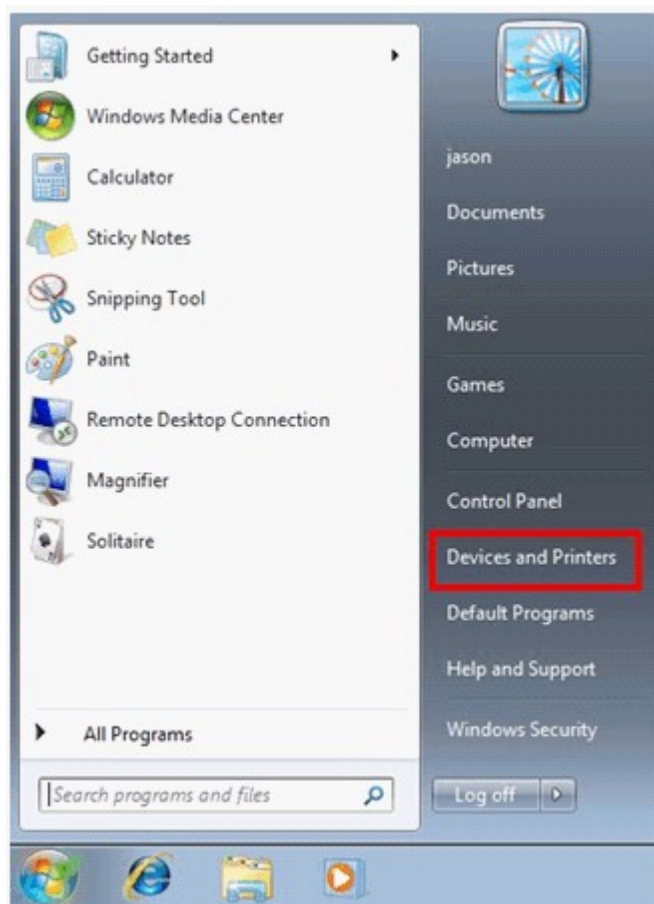 Getting Started
Windows Media Center
Calculator
Sticky Notes
Snipping Tool
Paint
Remote Desktop Connection
Magnifier
Solitaire
All Programs
Search programs and files
jason
Documents
Pictures
Music
Games
Computer
Control Panel
Devices and Printers
Default Programs
Help and Support
Windows Security
Log off